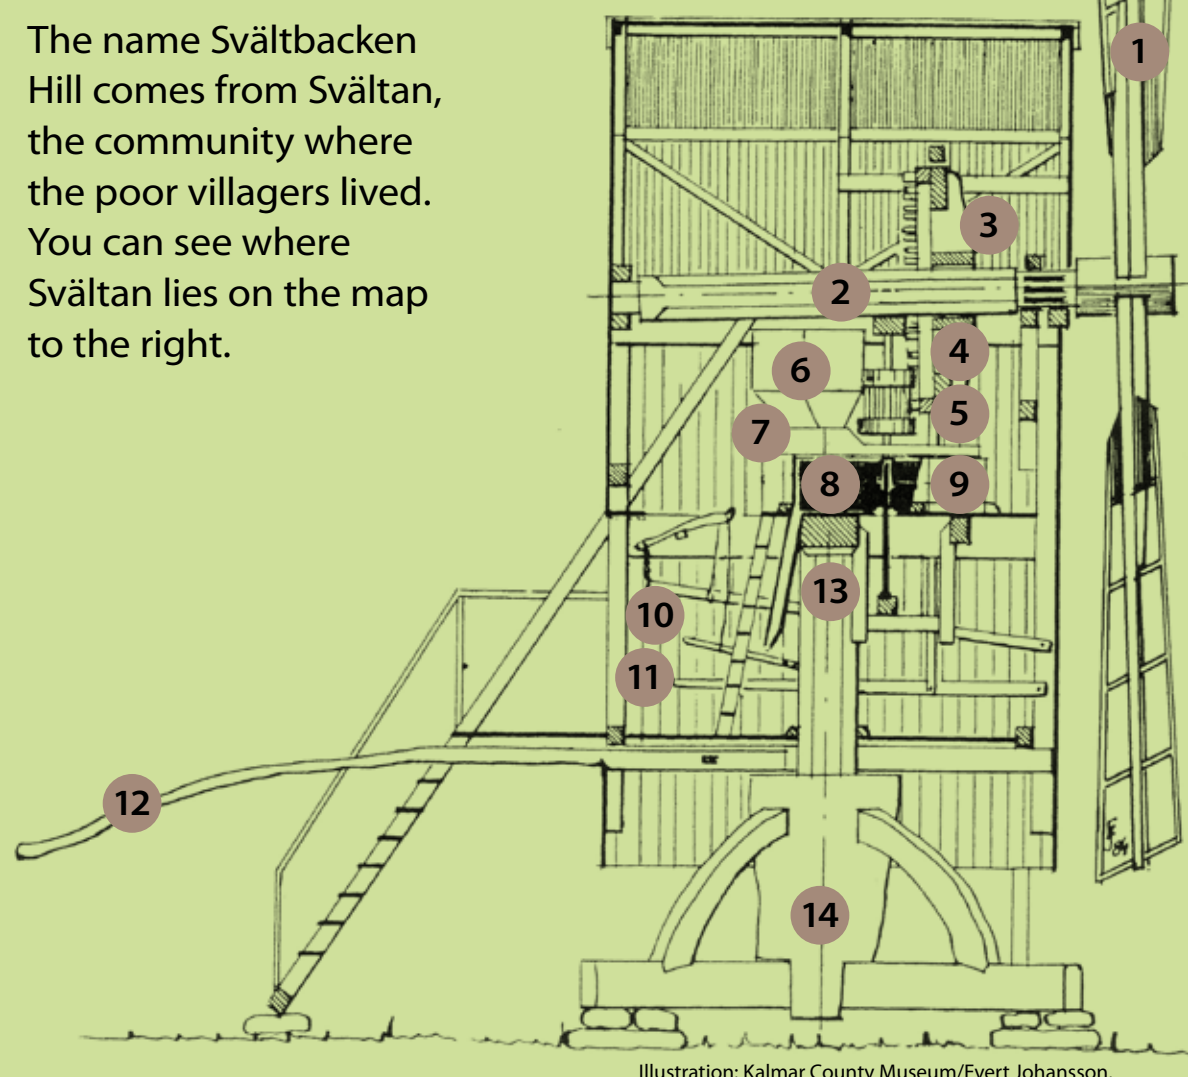 The name Svältbacken
Hill comes from Svältan,
the community where
the poor villagers lived.
You can see where
Svältan lies on the map
to the right.
1
3
2
4
6
5
7
8
9
13
10
11
12
14
Illustration: Kalmar County Museum/Evert Johansson.